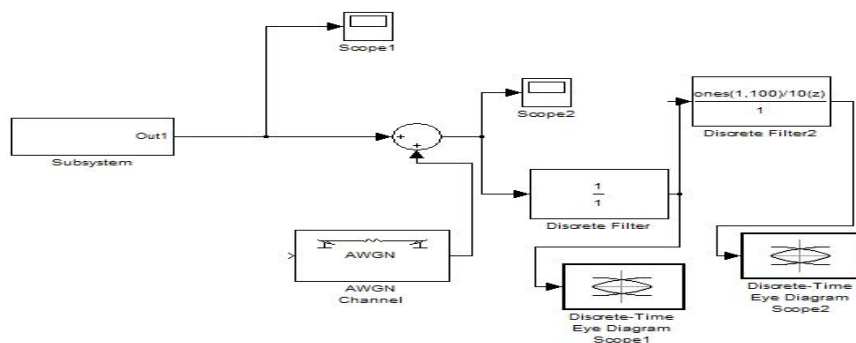 Scope1
Out1
Subsystem
+
+
Scope2
ones(1,100)/10(z)
1
Discrete Filter2
1
1
Discrete Filter
AWGN
AWGN
Channel
Discrete-Time
Eye Diagram
Scope1
Discrete-Time
Eye Diagram
Scope2